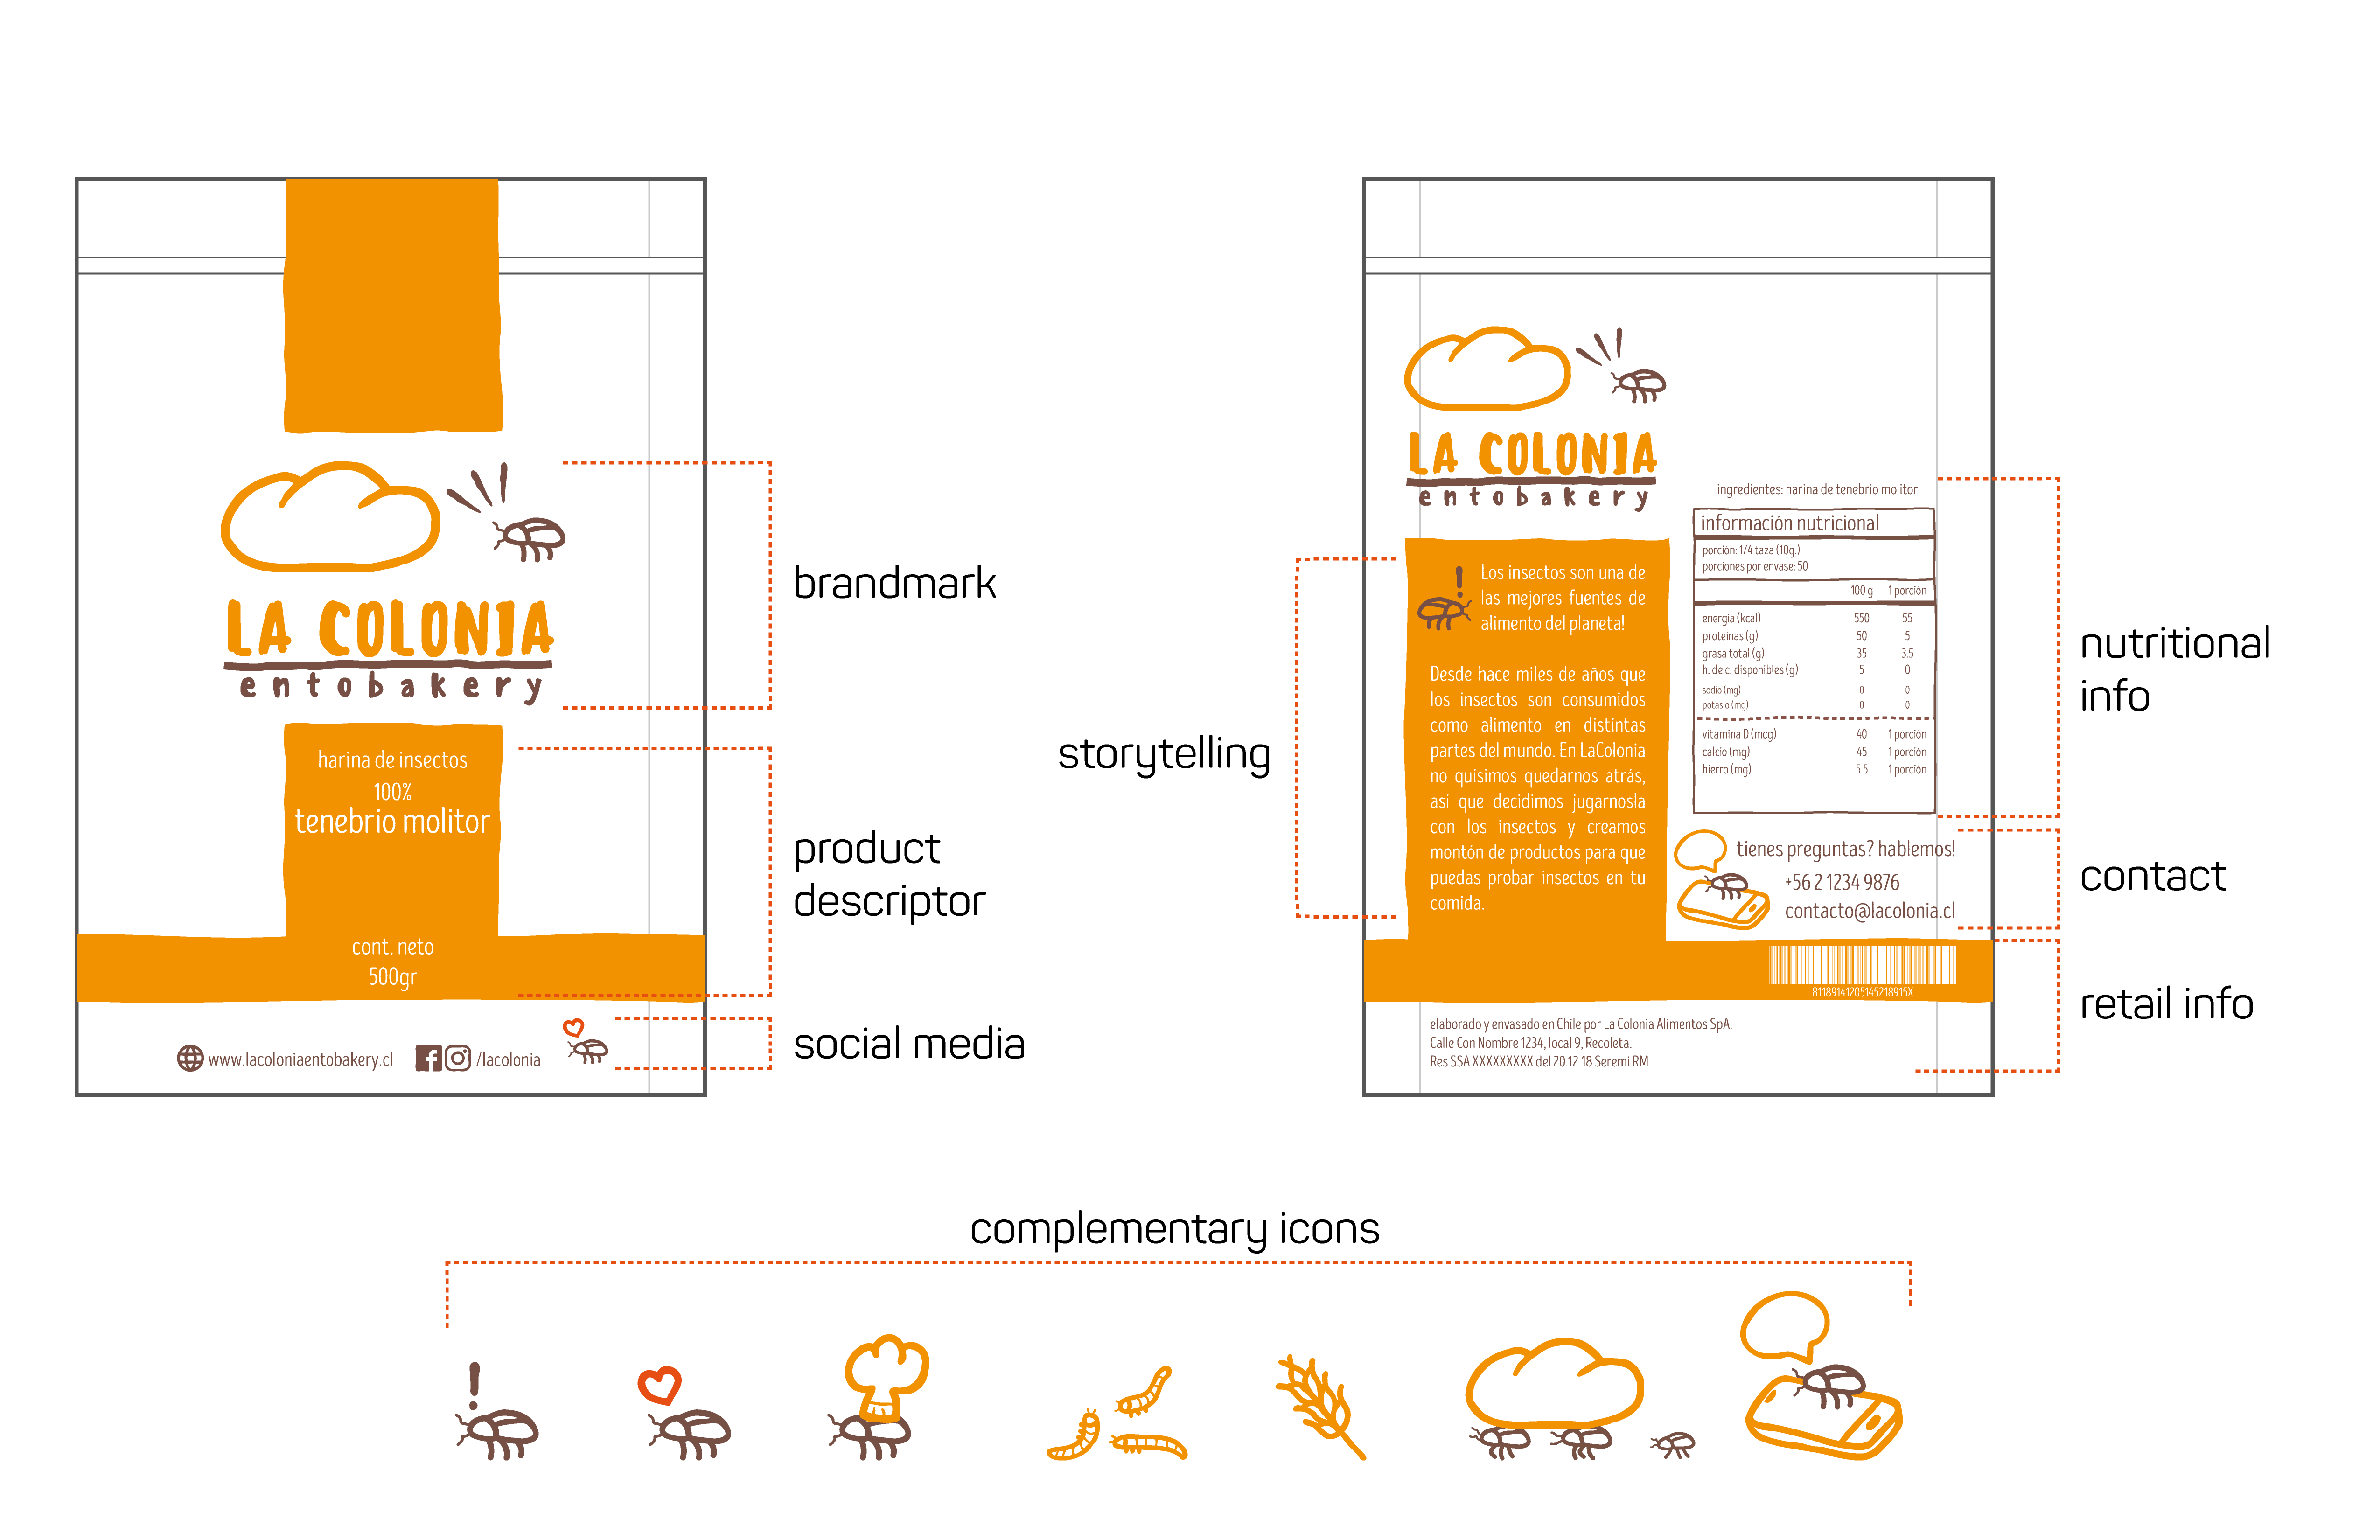 LA COLONIA
entobakery
harina de insectos
100%
tenebrio molitor
cont. neto
500gr
www.lacoloniaentobakery.cl
/lacolonia
brandmark
product
descriptor
social media
storytelling
LA COLONIA
entobakery
Los insectos son una de
las mejores fuentes de
alimento del planeta!
Desde hace miles de años que
los insectos son consumidos
como alimento en distintas
partes del mundo. En LaColonia
no quisimos quedarnos atrás,
así que decidimos jugarnosla
con los insectos y creamos
montón de productos para que
puedas probar insectos en tu
comida.
ingredientes: harina de tenebrio molitor
información nutricional
porción: 1/4 taza (10g.)
porciones por envase: 50
100 g 1 porción
energía (kcal) 550 55
proteinas (g) 50 5
grasa total (g) 35 3.5
h. de c. disponibles (g) 5 0
sodio (mg) 0 0
potasio (mg) 0 0
vitamina D (mcg) 40 1 porción
calcio (mg) 45 1 porción
hierro (mg) 5.5 1 porción
tienes preguntas? hablemos!
+56 2 1234 9876
contacto@lacolonia.cl
81189141205145218915X
elaborado y envasado en Chile por La Colonia Alimentos SpA.
Calle Con Nombre 1234, local 9, Recoleta.
Res SSA XXXXXXXXX del 20.12.18 Seremi RM.
nutritional
info
contact
retail info
complementary icons